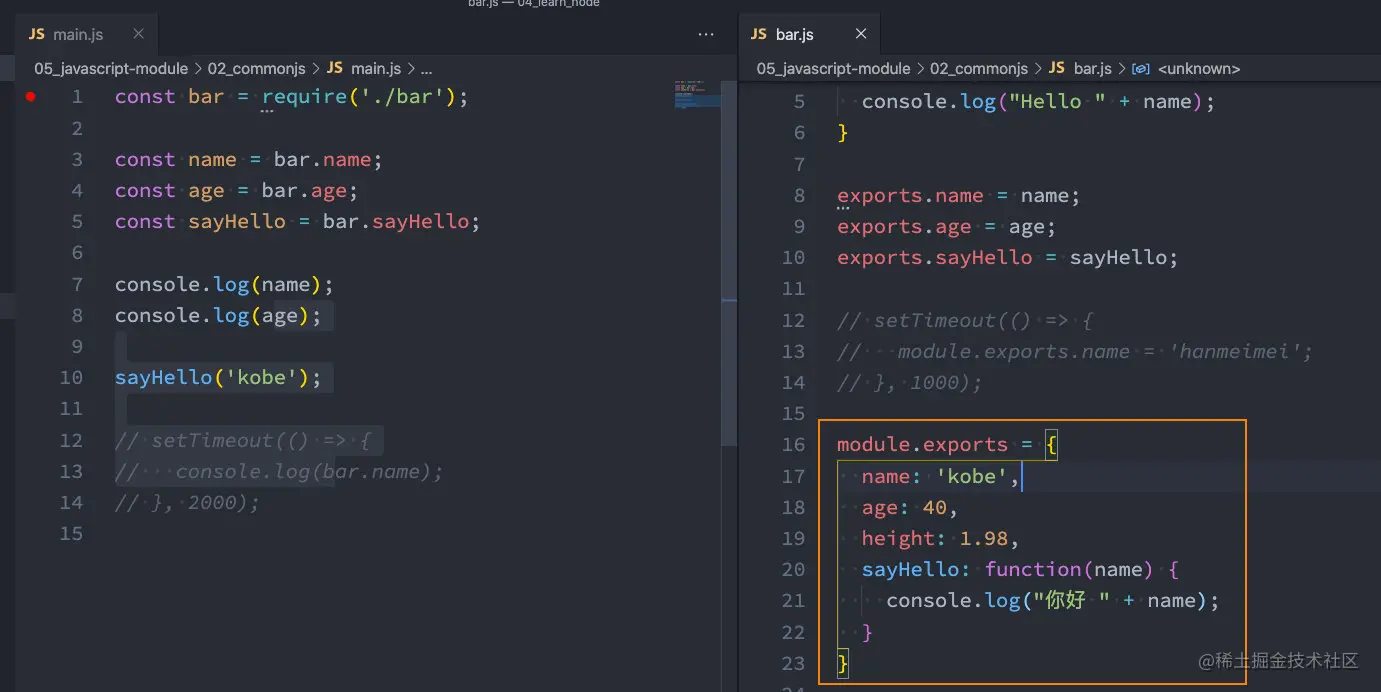 bar.js — 04_learn_node
JS main.js ×
05_javascript-module > 02_commonjs > JS main.js > ...
1 const bar = require('./bar');
2
3 const name = bar.name;
4 const age = bar.age;
5 const sayHello = bar.sayHello;
6
7 console.log(name);
8 console.log(age);
9
10 sayHello('kobe');
11
12 // setTimeout(() => {
13 //   console.log(bar.name);
14 // }, 2000);
15
JS bar.js ×
05_javascript-module > 02_commonjs > JS bar.js > <unknown>
5   console.log("Hello " + name);
6 }
7
8 exports.name = name;
9 exports.age = age;
10 exports.sayHello = sayHello;
11
12 // setTimeout(() => {
13 //   module.exports.name = 'hanmeimei';
14 // }, 1000);
15
16 module.exports = {
17   name: 'kobe',
18   age: 40,
19   height: 1.98,
20   sayHello: function(name) {
21     console.log("你好 " + name);
22   }
23 }
@稀土掘金技术社区